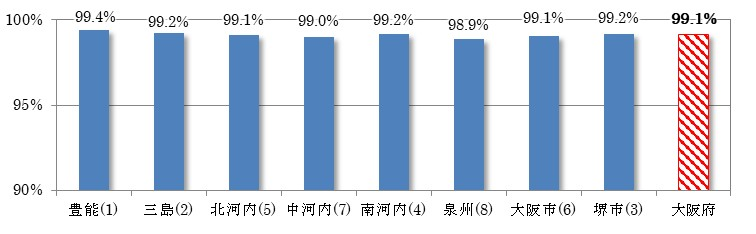 99.4% 99.2% 99.1% 99.0% 99.2% 98.9% 99.1% 99.2% 99.1%
100%
95%
90%
豊能(1) 三島(2) 北河内(5) 中河内(7) 南河内(4) 泉州(8) 大阪市(6) 堺市(3) 大阪府